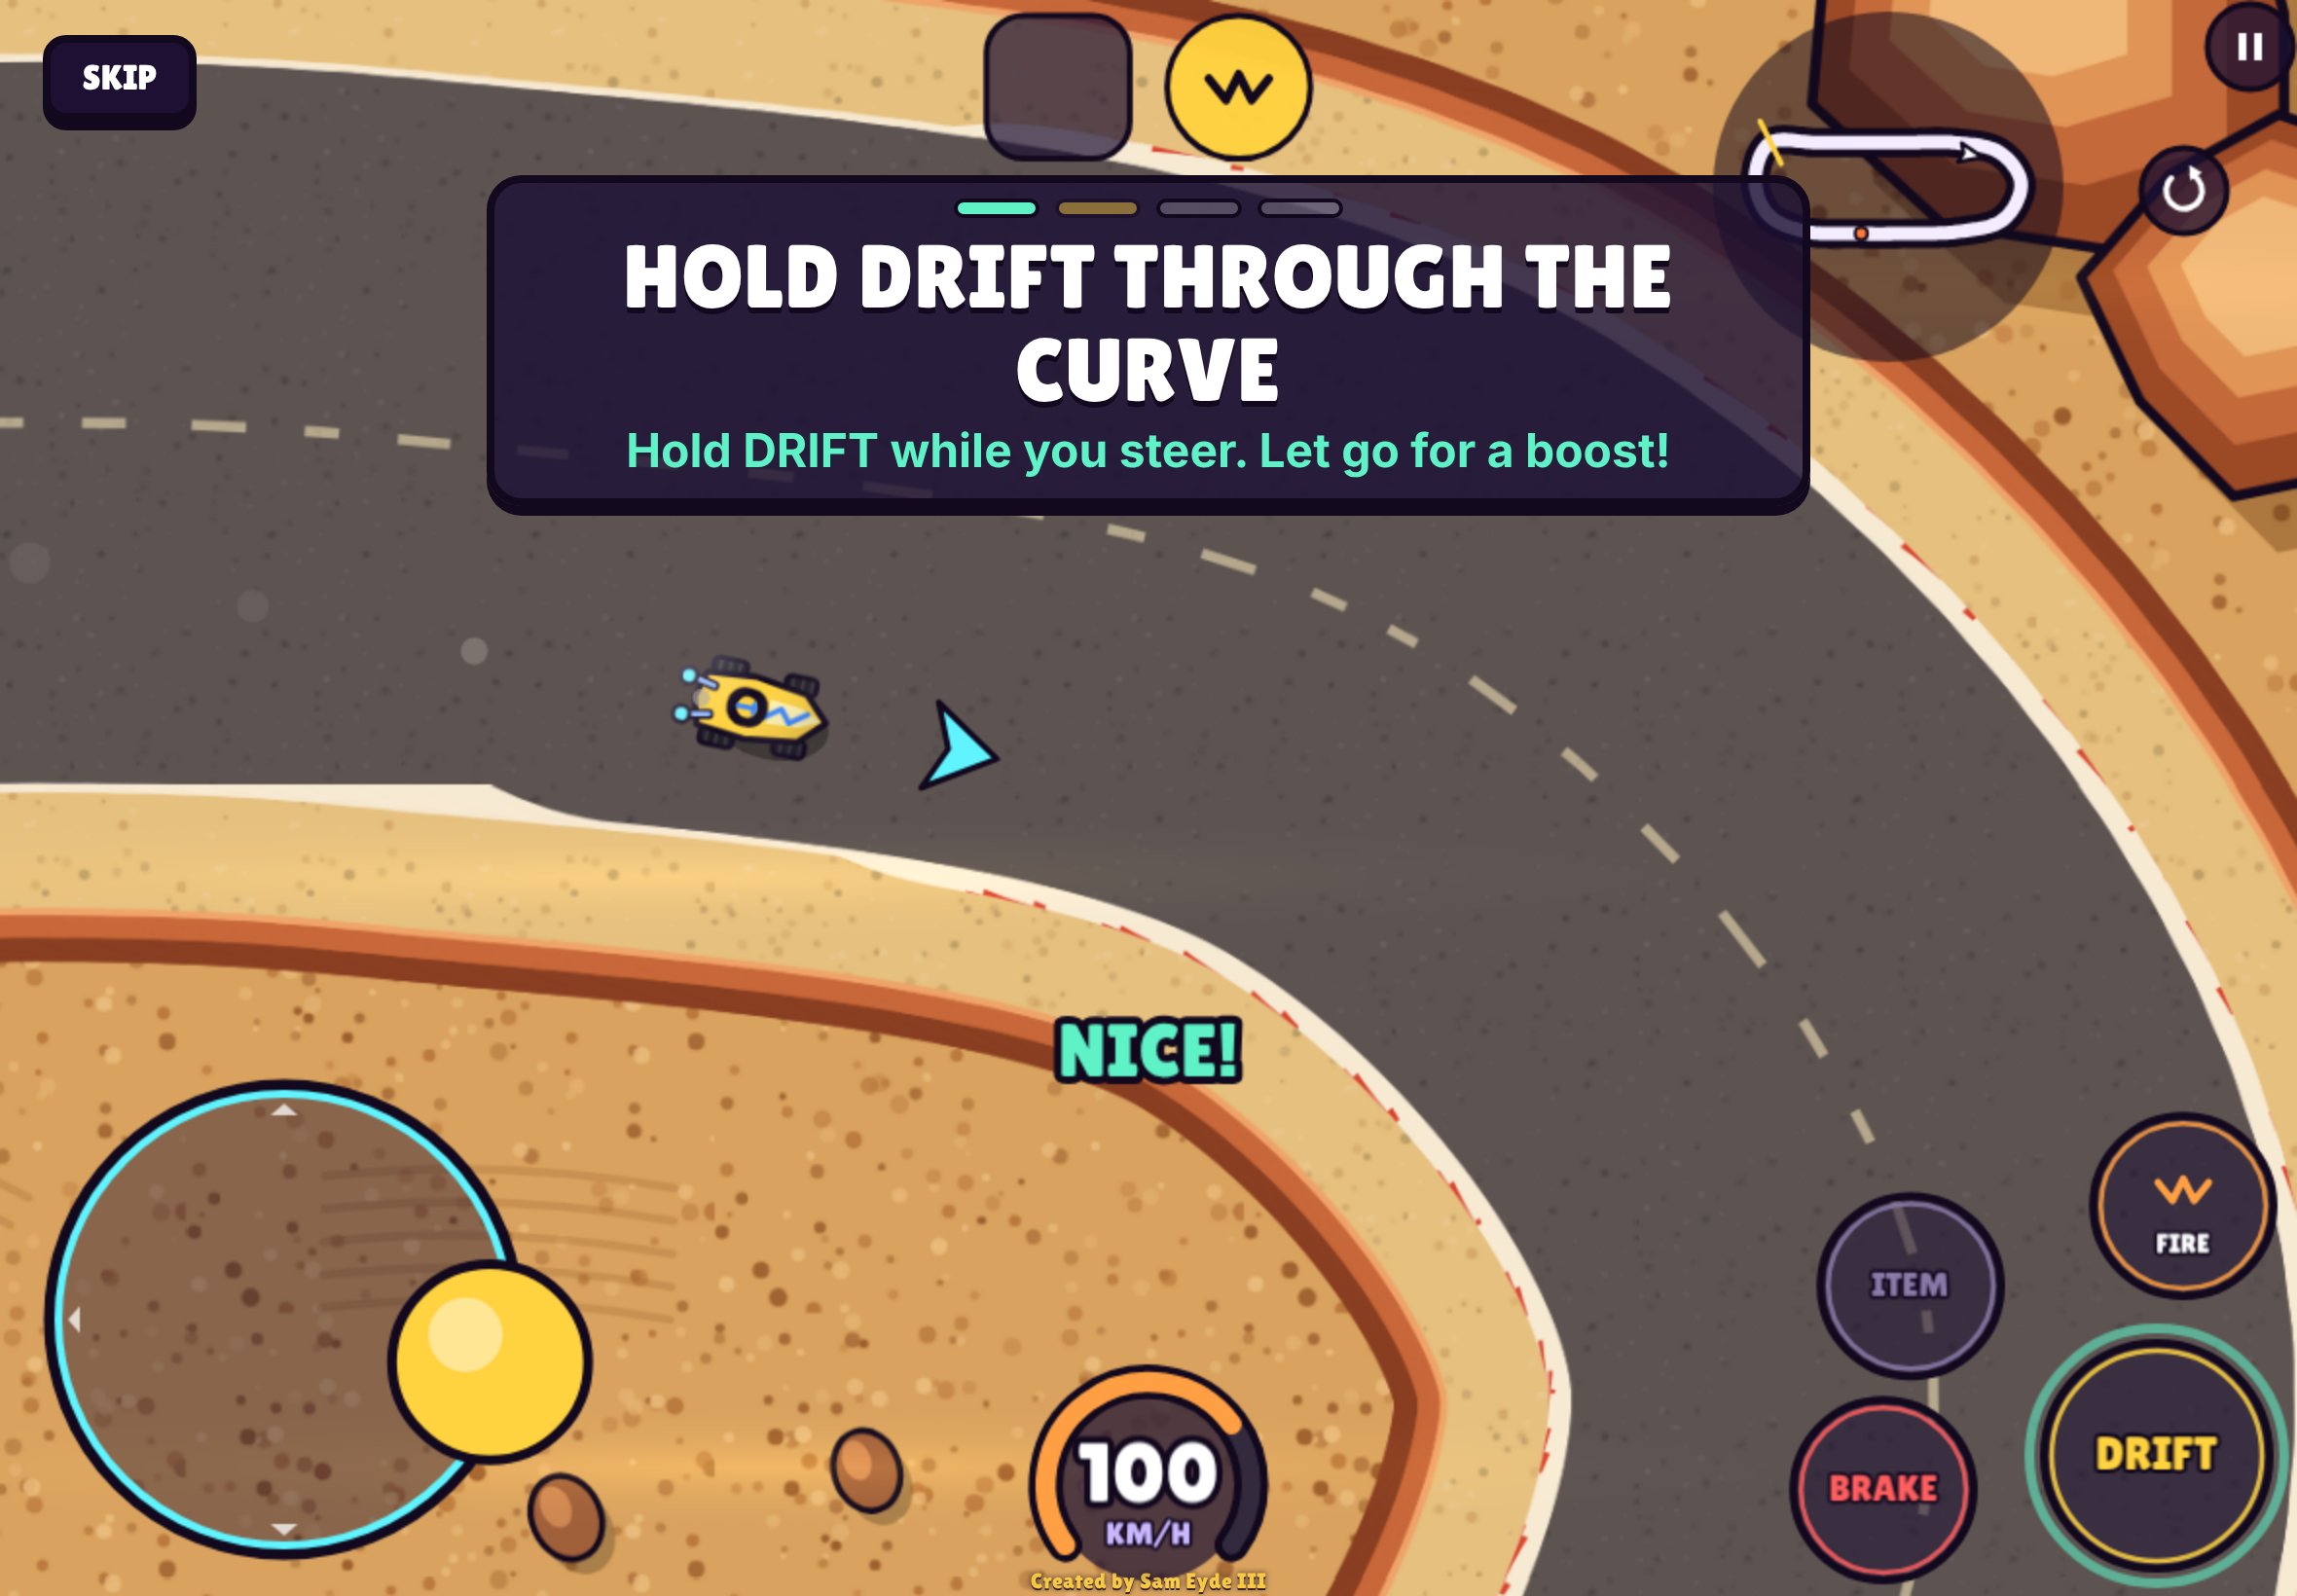 SKIP
HOLD DRIFT THROUGH THE
CURVE
Hold DRIFT while you steer. Let go for a boost!
NICE!
FIRE
ITEM
DRIFT
BRAKE
100
KM/H
Created by Sam Eyde III